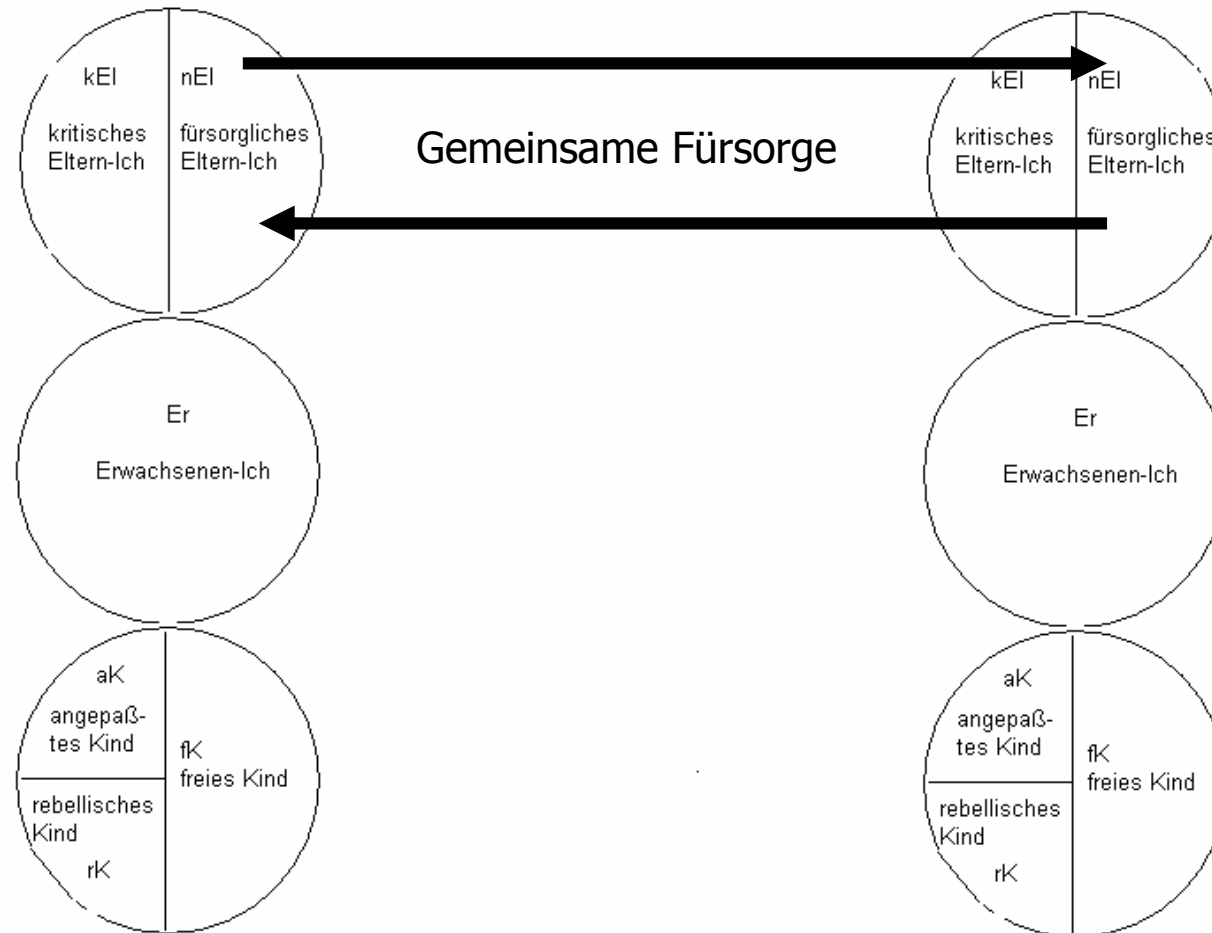 kEl
kritisches
Eltern-Ich
nEl
fürsorgliches
Eltern-Ich
Gemeinsame Fürsorge
kEl
kritisches
Eltern-Ich
nEl
fürsorgliches
Eltern-Ich
Er
Erwachsenen-Ich
Er
Erwachsenen-Ich
aK
angepaß-
tes Kind
fK
freies Kind
rebellisches
Kind
rK
aK
angepaß-
tes Kind
fK
freies Kind
rebellisches
Kind
rK